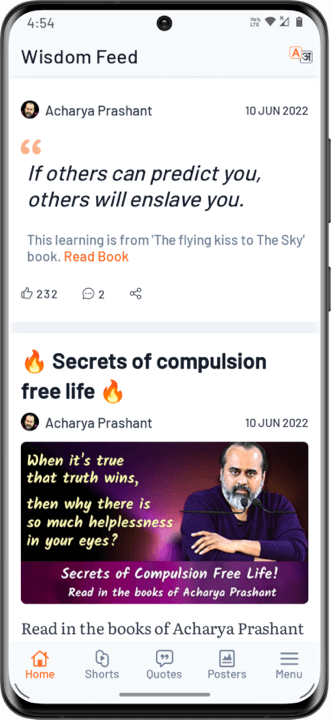 4:54
Wisdom Feed
A अ
Acharya Prashant 10 JUN 2022
If others can predict you,
others will enslave you.
This learning is from 'The flying kiss to The Sky'
book. Read Book
232 2
🔥 Secrets of compulsion
free life 🔥
Acharya Prashant 10 JUN 2022
When it's true
that truth wins,
then why there is
so much helplessness
in your eyes?
Secrets of Compulsion Free Life!
Read in the books of Acharya Prashant
Read in the books of Acharya Prashant
Home Shorts Quotes Posters Menu